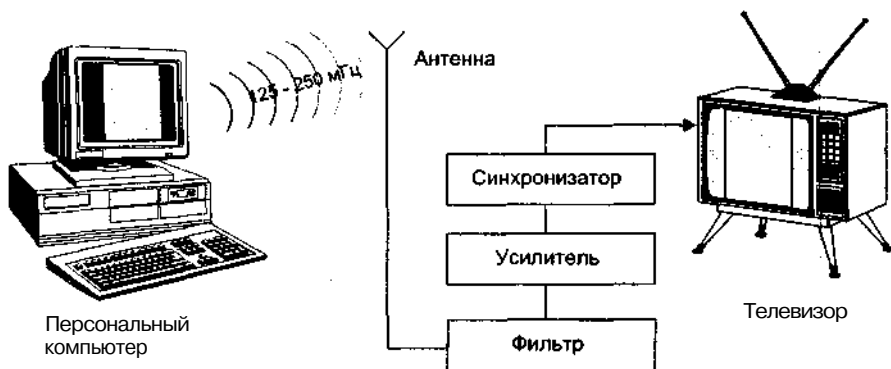 125 - 250 мГц
Антенна
Синхронизатор
Усилитель
Фильтр
Персональный
компьютер
Телевизор